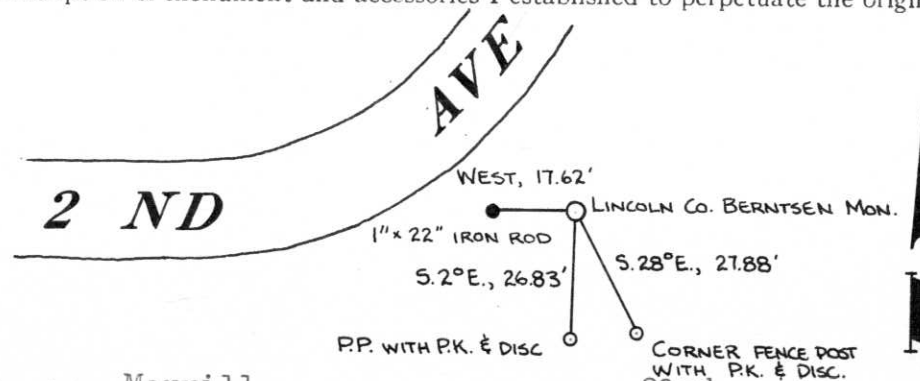 AVE
2 ND
WEST, 17.62'
LINCOLN CO. BERNTSEN MON.
1" x 22" IRON ROD
S.2°E., 26.83'
S.28°E., 27.88'
P.P. WITH P.K. & DISC
CORNER FENCE POST
WITH P.K. & DISC.